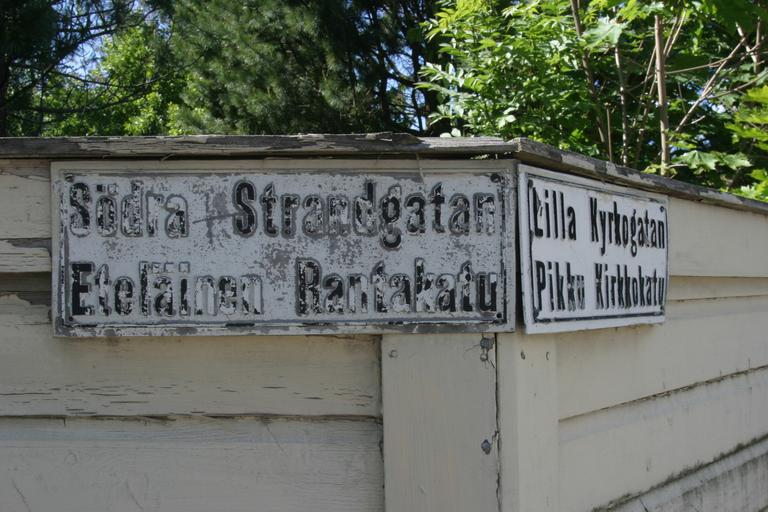 Södra Strandgatan
Eteläinen Rantakatu
Lilla Kyrkogatan
Pikku Kirkkokatu